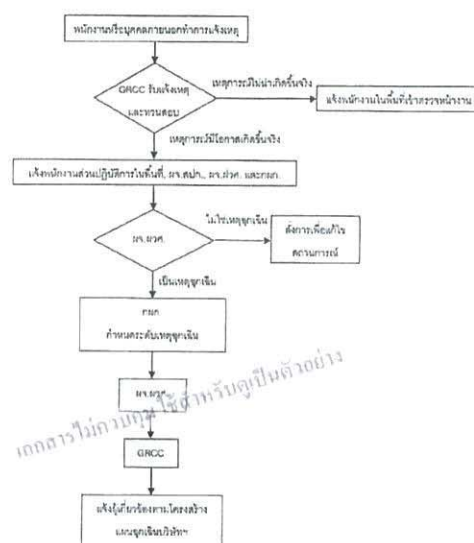 พนักงานหรือบุคคลภายนอกทำการแจ้งเหตุ
GRCC รับแจ้งเหตุ
และทวนสอบ
เหตุการณ์ไม่น่าเกิดขึ้นจริง
แจ้งพนักงานในพื้นที่เข้าตรวจหน้างาน
เหตุการณ์มีโอกาสเกิดขึ้นจริง
แจ้งพนักงานส่วนปฏิบัติการในพื้นที่, ผจ.สปก., ผจ.ผวศ. และกผก.
ผจ.ผวศ.
ไม่ใช่เหตุฉุกเฉิน
สั่งการเพื่อแก้ไข
สถานการณ์
เป็นเหตุฉุกเฉิน
กผก
กำหนดระดับเหตุฉุกเฉิน
ผจ.ผวศ.
เอกสารไม่ควบคุม ใช้สำหรับดูเป็นตัวอย่าง
GRCC
แจ้งผู้เกี่ยวข้องตามโครงสร้าง
แผนฉุกเฉินบริษัทฯ